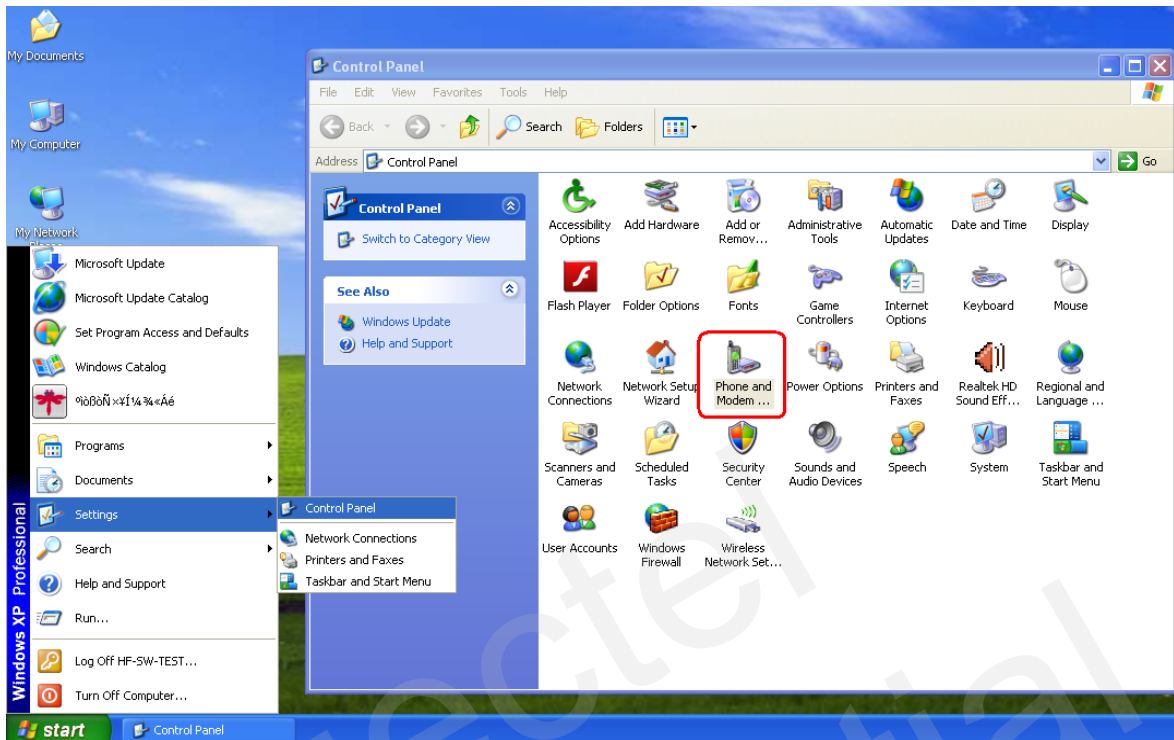 My Documents
My Computer
My Network
Control Panel
File Edit View Favorites Tools Help
Back Search Folders
Address Control Panel Go
Control Panel
Switch to Category View
See Also
Windows Update
Help and Support
Accessibility Options
Add Hardware
Add or Remov...
Administrative Tools
Automatic Updates
Date and Time
Display
Flash Player
Folder Options
Fonts
Game Controllers
Internet Options
Keyboard
Mouse
Network Connections
Network Setup Wizard
Phone and Modem ...
Power Options
Printers and Faxes
Realtek HD Sound Eff...
Regional and Language ...
Scanners and Cameras
Scheduled Tasks
Security Center
Sounds and Audio Devices
Speech
System
Taskbar and Start Menu
User Accounts
Windows Firewall
Wireless Network Set...
Microsoft Update
Microsoft Update Catalog
Set Program Access and Defaults
Windows Catalog
Programs
Documents
Settings
Search
Help and Support
Run...
Log Off HF-SW-TEST...
Turn Off Computer...
Windows XP Professional
Control Panel
Network Connections
Printers and Faxes
Taskbar and Start Menu
start
Control Panel